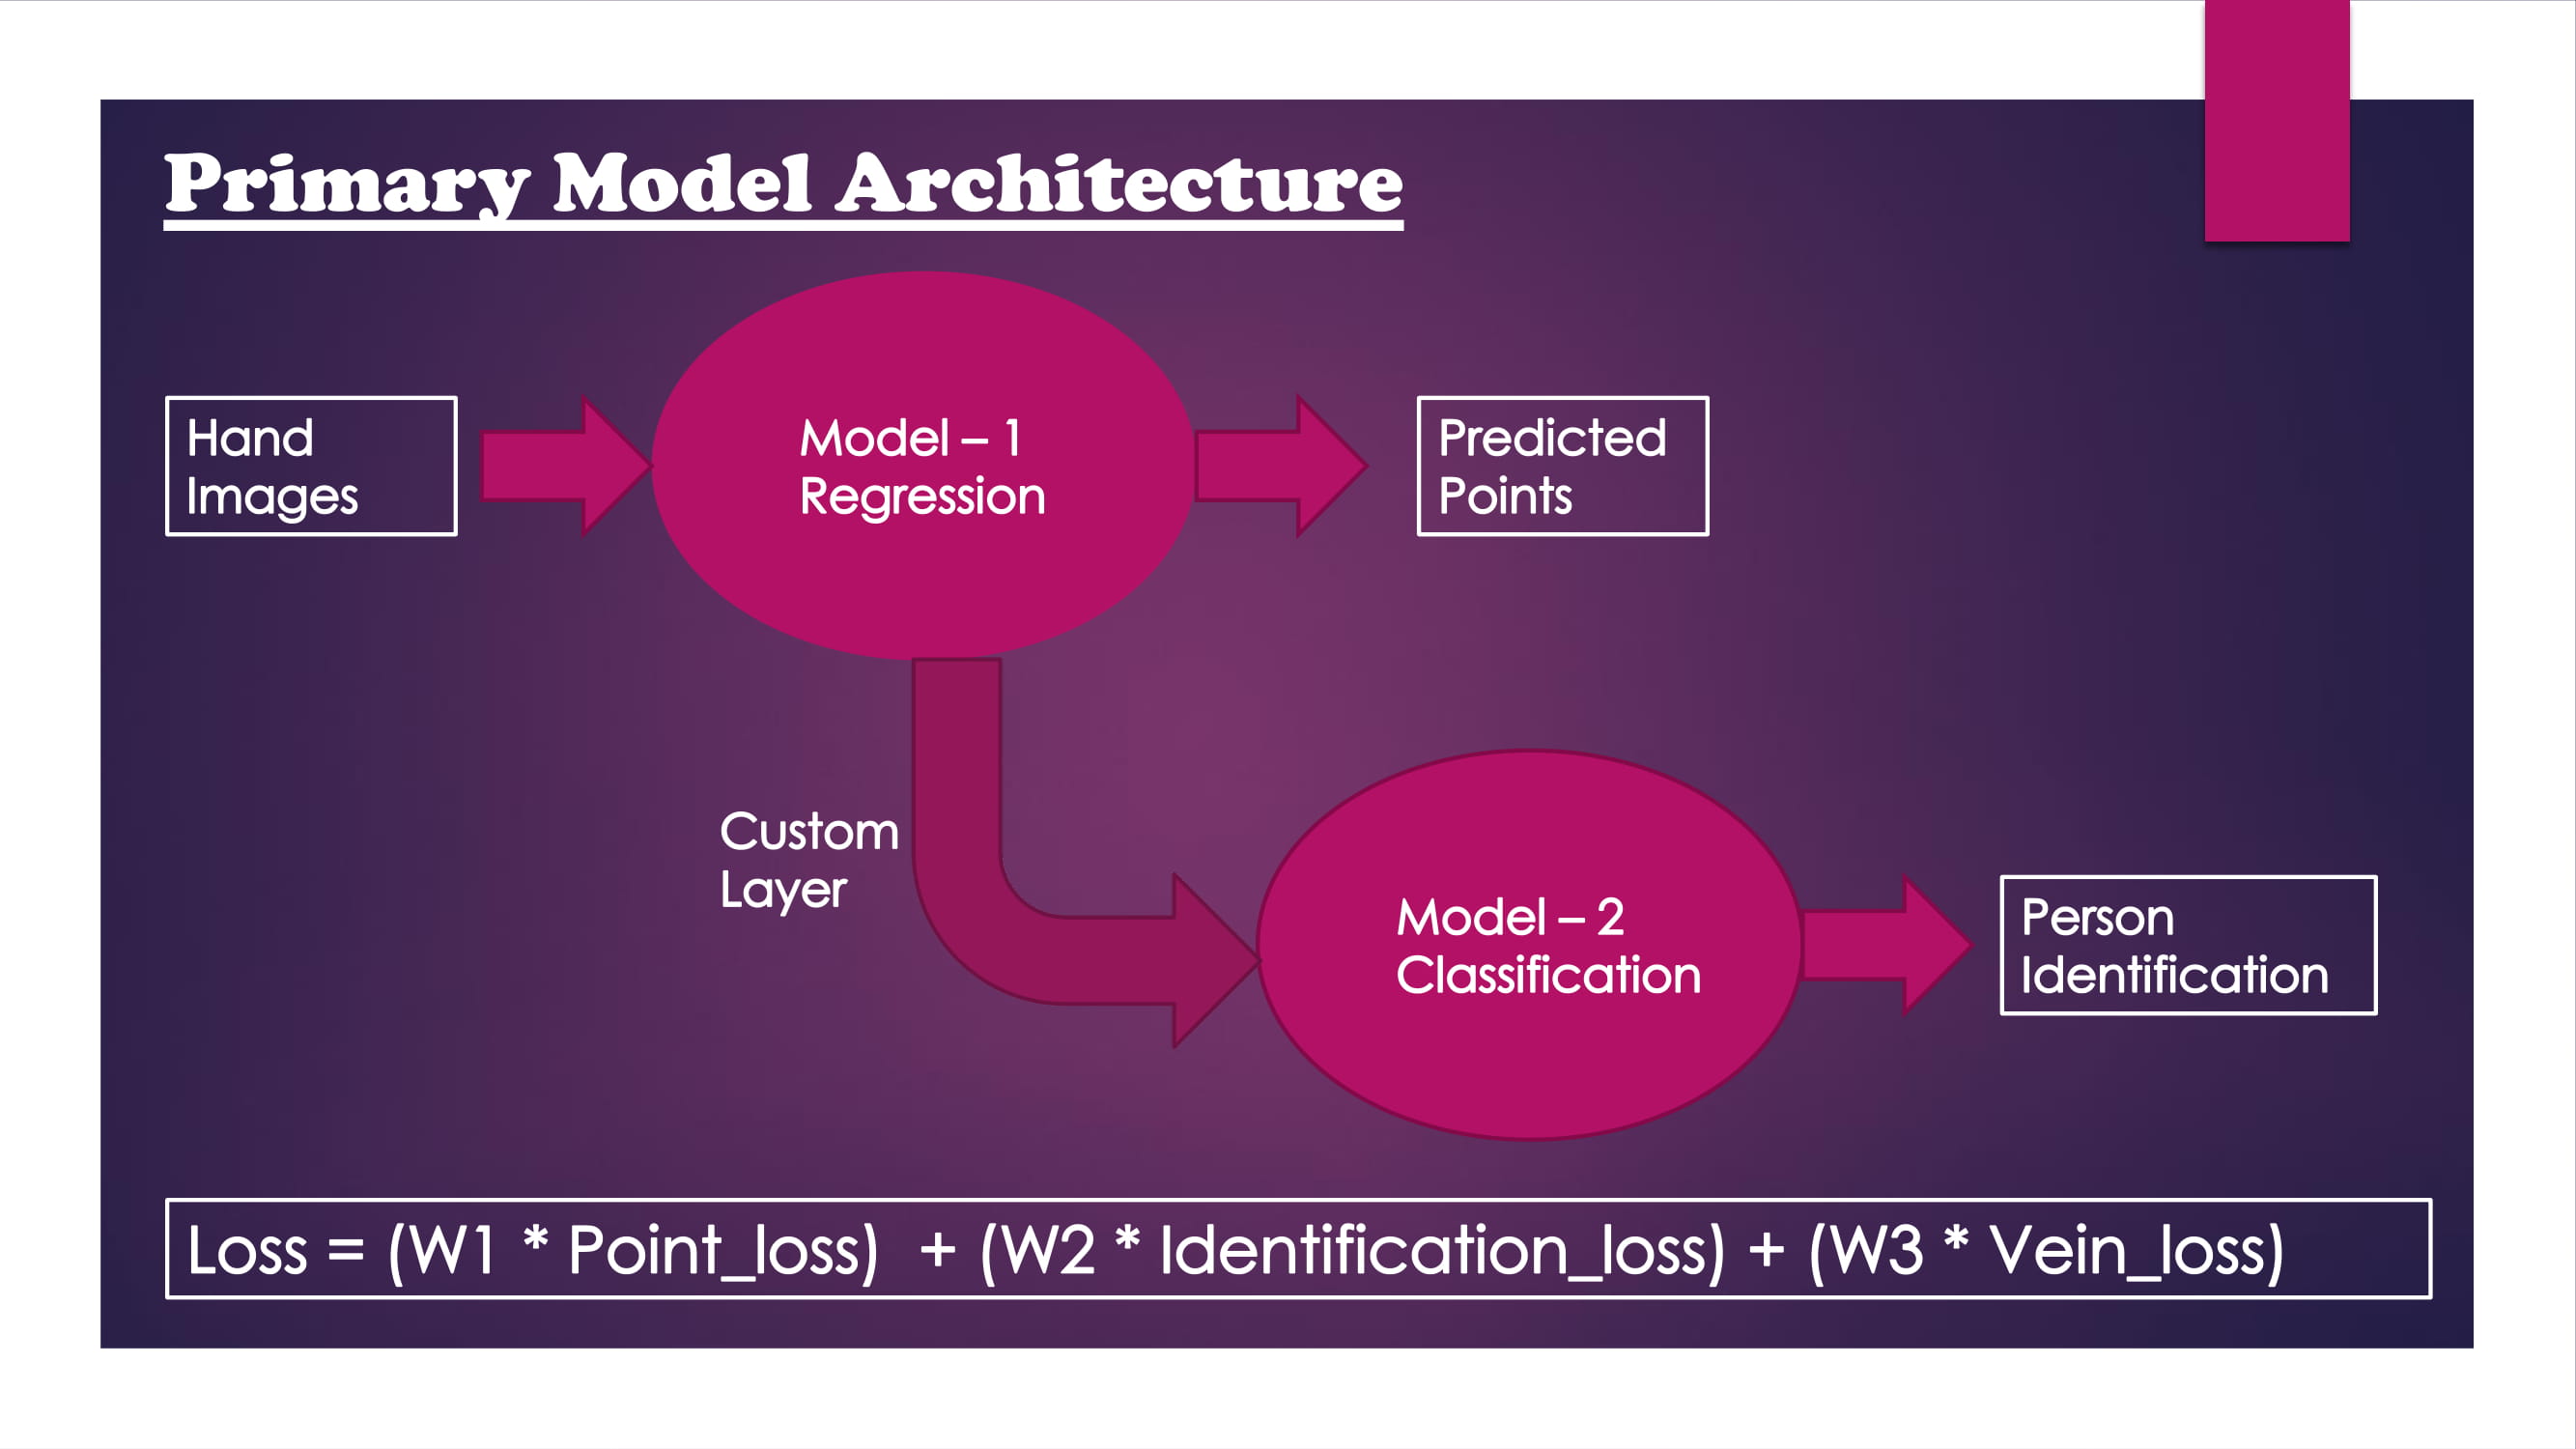 Primary Model Architecture
Hand
Images
Model – 1
Regression
Predicted
Points
Custom
Layer
Model – 2
Classification
Person
Identification
Loss = (W1 * Point_loss)  + (W2 * Identification_loss) + (W3 * Vein_loss)